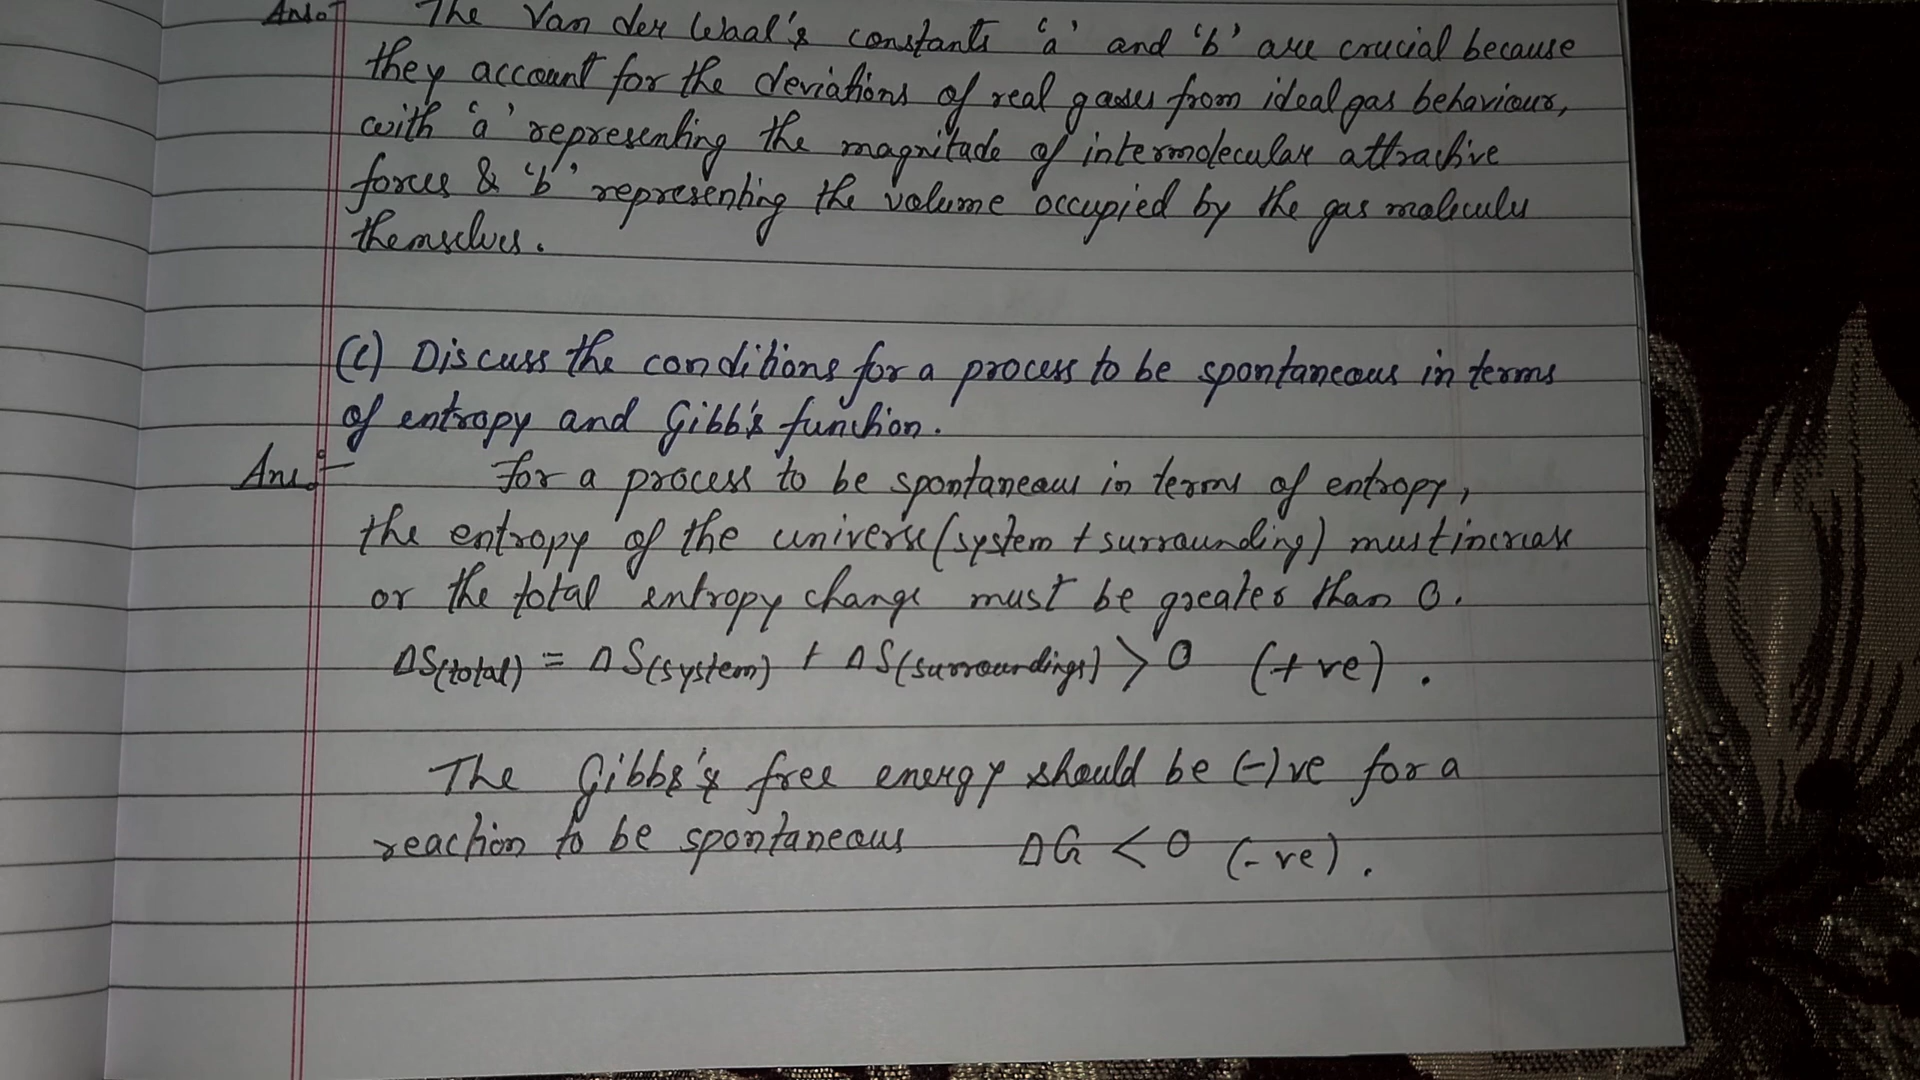 Ans:- The Van der Waal's constants 'a' and 'b' are crucial because
they account for the deviations of real gases from ideal gas behaviour,
with 'a' representing the magnitude of intermolecular attractive
forces & 'b' representing the volume occupied by the gas molecules
themselves.
(c) Discuss the conditions for a process to be spontaneous in terms
of entropy and Gibb's function.
Ans:- for a process to be spontaneous in terms of entropy,
the entropy of the universe (system + surrounding) must increase
or the total entropy change must be greater than 0.
ΔS(total) = ΔS(system) + ΔS(surroundings) > 0 (+ve).
The Gibbs's free energy should be (-)ve for a
reaction to be spontaneous ΔG < 0 (-ve).